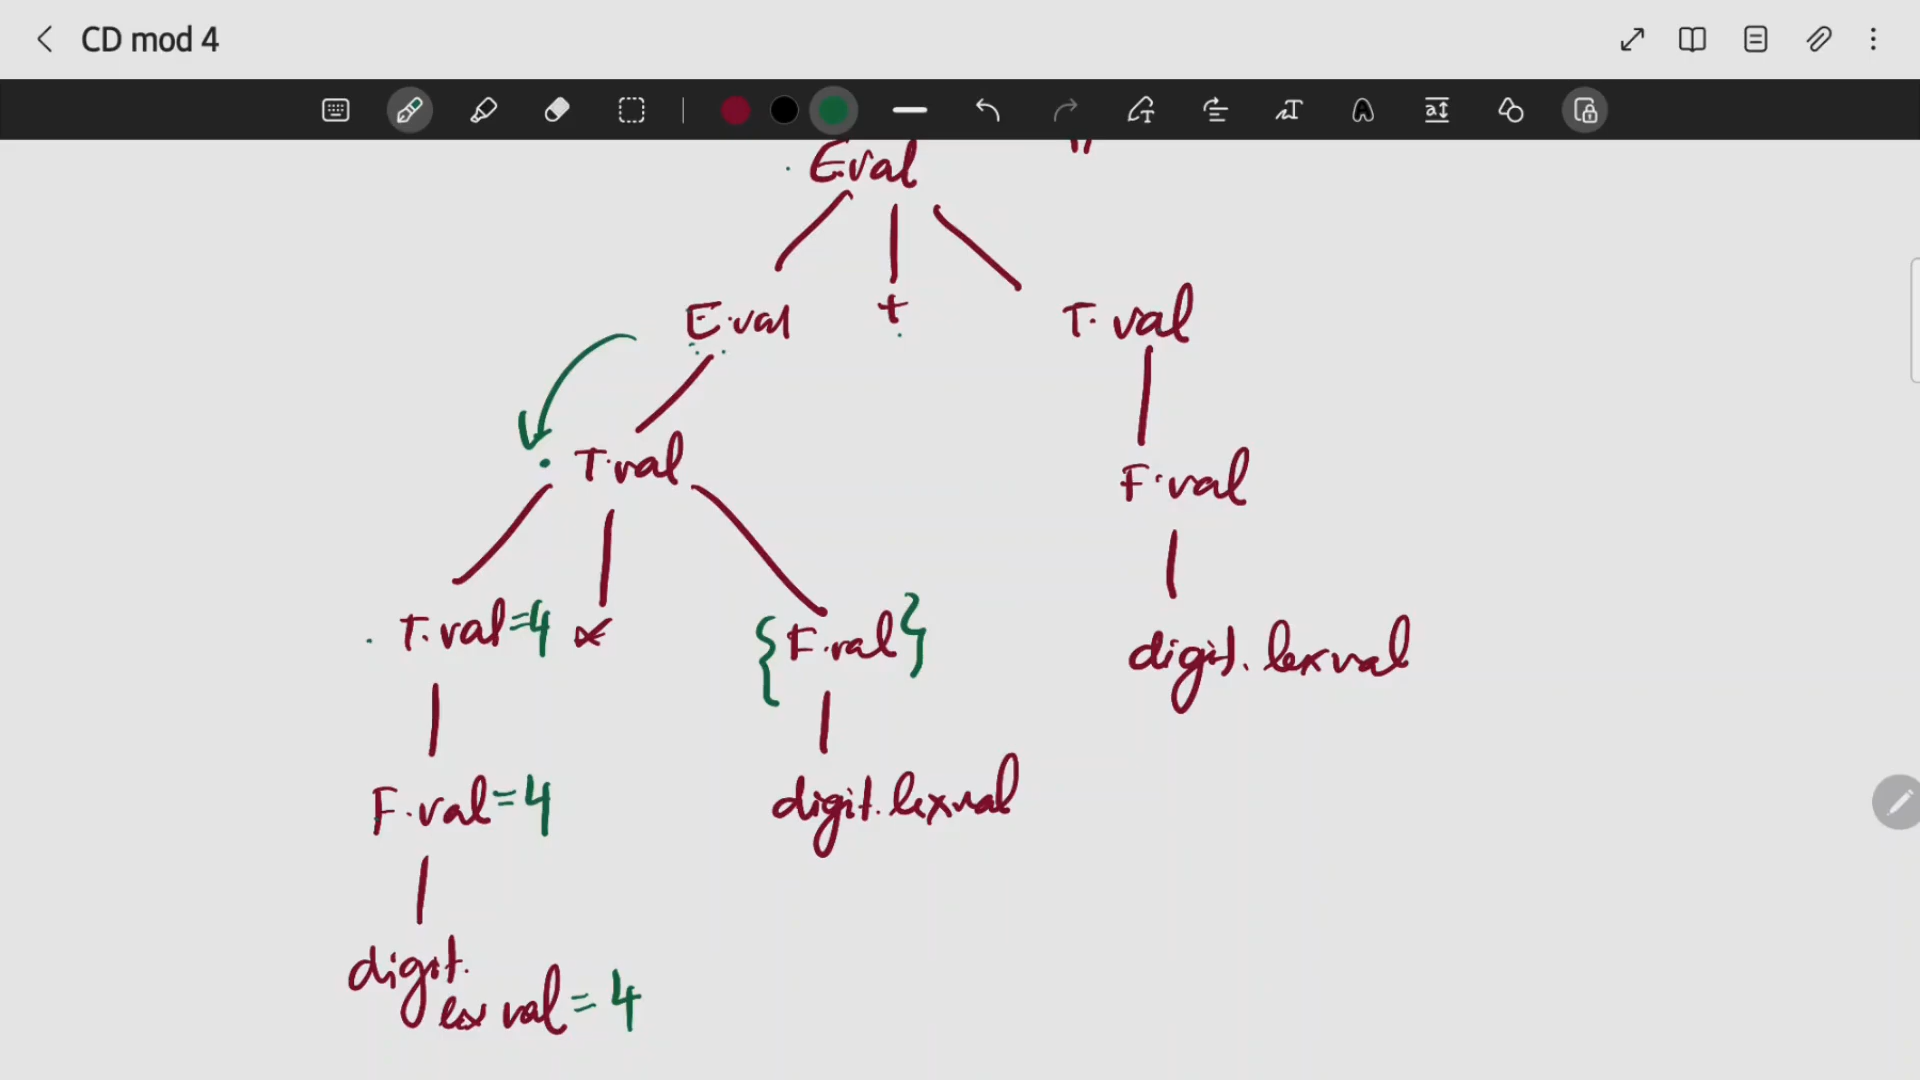 CD mod 4
E.val
E.val + T.val
T.val
F.val
T.val=4 * {F.val}
digit.lexval
F.val=4
digit.lexval
digit.
lexval=4